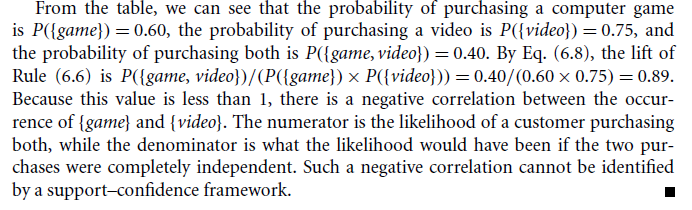 From the table, we can see that the probability of purchasing a computer game
is P({game}) = 0.60, the probability of purchasing a video is P({video}) = 0.75, and
the probability of purchasing both is P({game, video}) = 0.40. By Eq. (6.8), the lift of
Rule (6.6) is P({game, video})/(P({game}) × P({video})) = 0.40/(0.60 × 0.75) = 0.89.
Because this value is less than 1, there is a negative correlation between the occur-
rence of {game} and {video}. The numerator is the likelihood of a customer purchasing
both, while the denominator is what the likelihood would have been if the two pur-
chases were completely independent. Such a negative correlation cannot be identified
by a support–confidence framework. ■